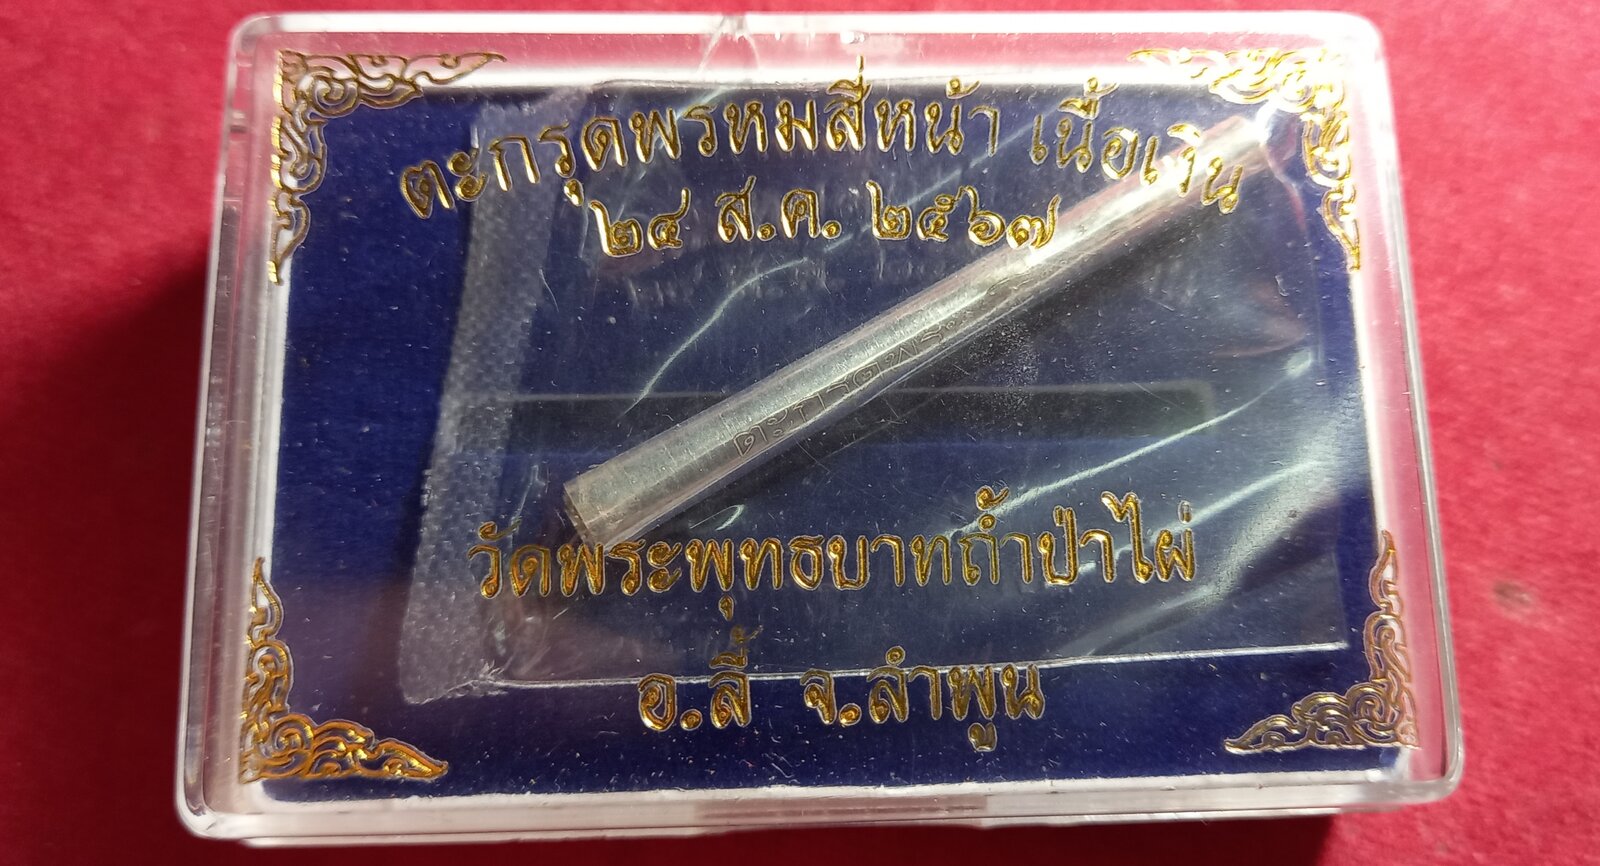 ตะกรุดพรหมสี่หน้า เนื้อเงิน
๒๔ ส.ค. ๒๕๖๗
วัดพระพุทธบาทถ้ำป่าไผ่
อ.ลี้ จ.ลำพูน